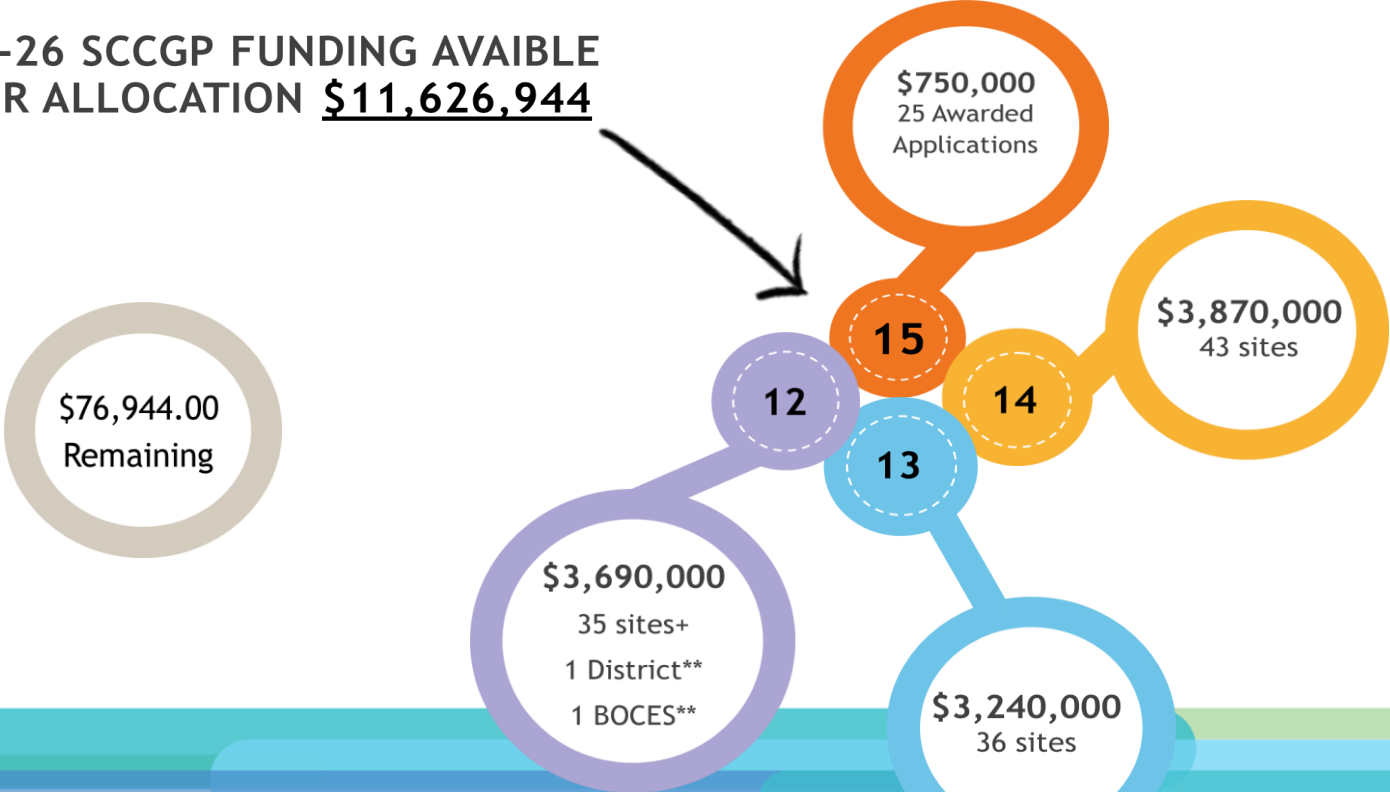 -26 SCCGP FUNDING AVAIBLE
R ALLOCATION $11,626,944
$750,000
25 Awarded
Applications
$3,870,000
43 sites
15
14
12
13
$76,944.00
Remaining
$3,690,000
35 sites+
1 District**
1 BOCES**
$3,240,000
36 sites